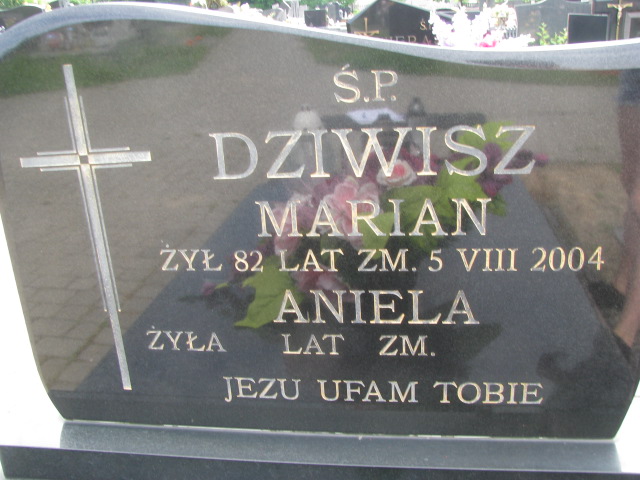 Ś.P.
DZIWISZ
MARIAN
ŻYŁ 82 LAT ZM. 5 VIII 2004
ANIELA
ŻYŁA LAT ZM.
JEZU UFAM TOBIE